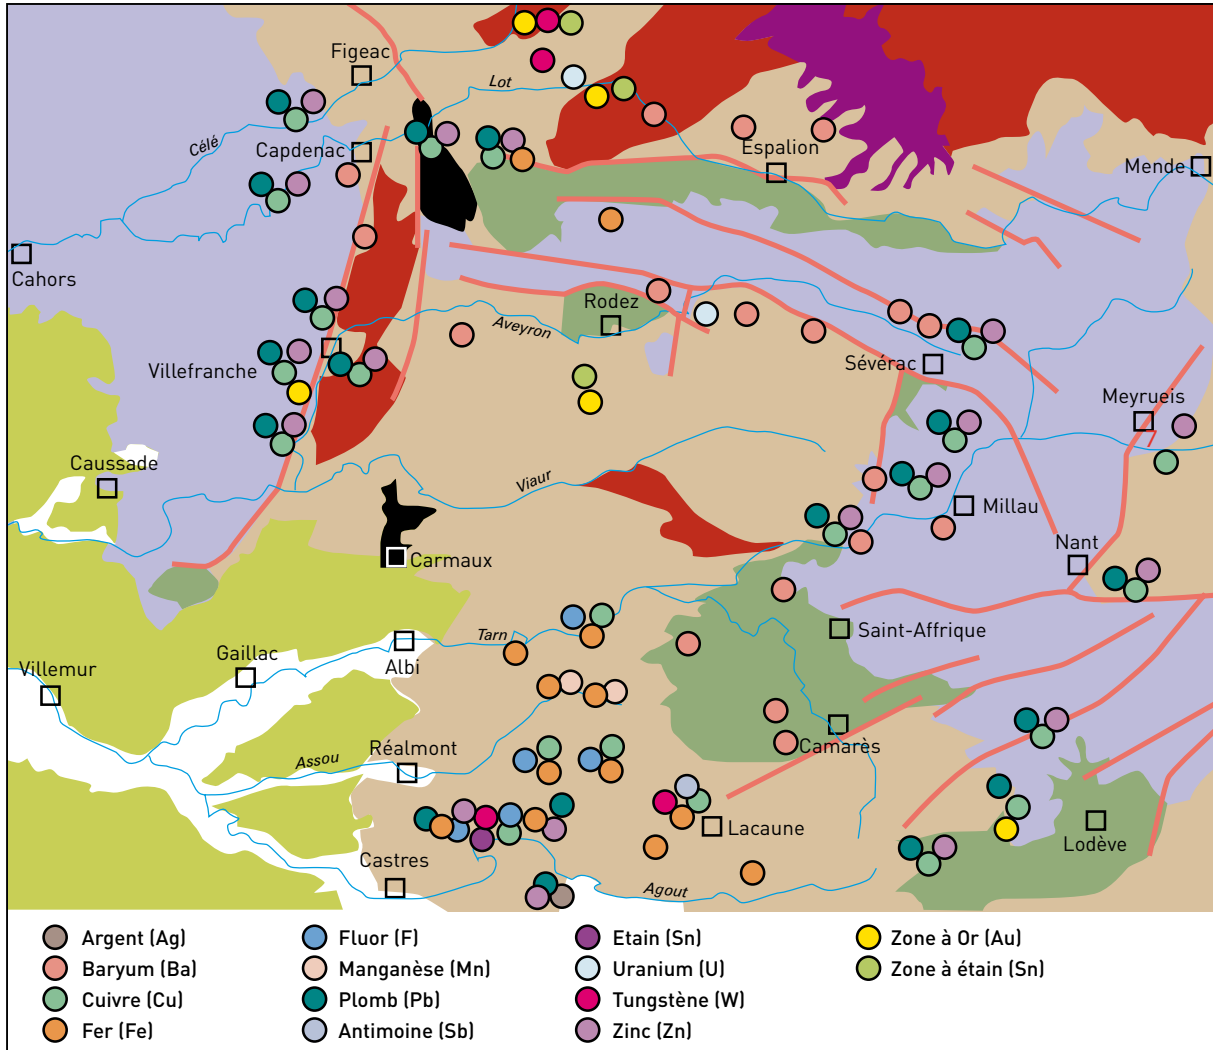 Figeac
Lot
Célé
Capdenac
Espalion
Mende
Cahors
Rodez
Aveyron
Villefranche
Sévérac
Meyrueis
7
Caussade
Viaur
Millau
Carmaux
Nant
Tarn
Saint-Affrique
Albi
Gaillac
Villemur
Camarès
Réalmont
Assou
Lacaune
Lodève
Castres
Agout
Argent (Ag)
Fluor (F)
Etain (Sn)
Zone à Or (Au)
Baryum (Ba)
Manganèse (Mn)
Uranium (U)
Zone à étain (Sn)
Cuivre (Cu)
Plomb (Pb)
Tungstène (W)
Fer (Fe)
Antimoine (Sb)
Zinc (Zn)